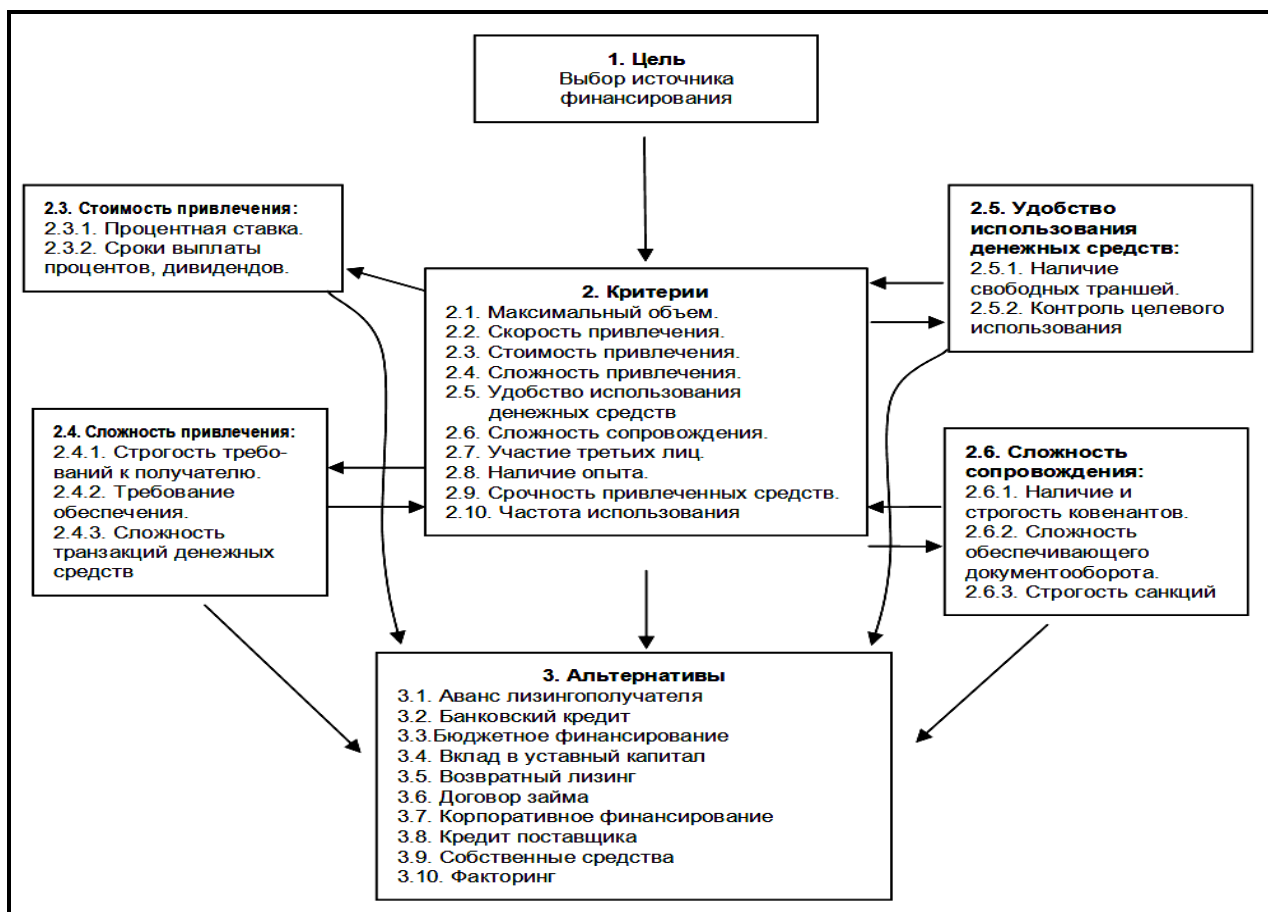 1. Цель
Выбор источника
финансирования
2.3. Стоимость привлечения:
2.3.1. Процентная ставка.
2.3.2. Сроки выплаты
процентов, дивидендов.
2.5. Удобство
использования
денежных средств:
2.5.1. Наличие
свободных траншей.
2.5.2. Контроль целевого
использования
2. Критерии
2.1. Максимальный объем.
2.2. Скорость привлечения.
2.3. Стоимость привлечения.
2.4. Сложность привлечения.
2.5. Удобство использования
денежных средств
2.6. Сложность сопровождения.
2.7. Участие третьих лиц.
2.8. Наличие опыта.
2.9. Срочность привлеченных средств.
2.10. Частота использования
2.4. Сложность привлечения:
2.4.1. Строгость требо-
ваний к получателю.
2.4.2. Требование
обеспечения.
2.4.3. Сложность
транзакций денежных
средств
2.6. Сложность
сопровождения:
2.6.1. Наличие и
строгость ковенантов.
2.6.2. Сложность
обеспечивающего
документооборота.
2.6.3. Строгость санкций
3. Альтернативы
3.1. Аванс лизингополучателя
3.2. Банковский кредит
3.3.Бюджетное финансирование
3.4. Вклад в уставный капитал
3.5. Возвратный лизинг
3.6. Договор займа
3.7. Корпоративное финансирование
3.8. Кредит поставщика
3.9. Собственные средства
3.10. Факторинг